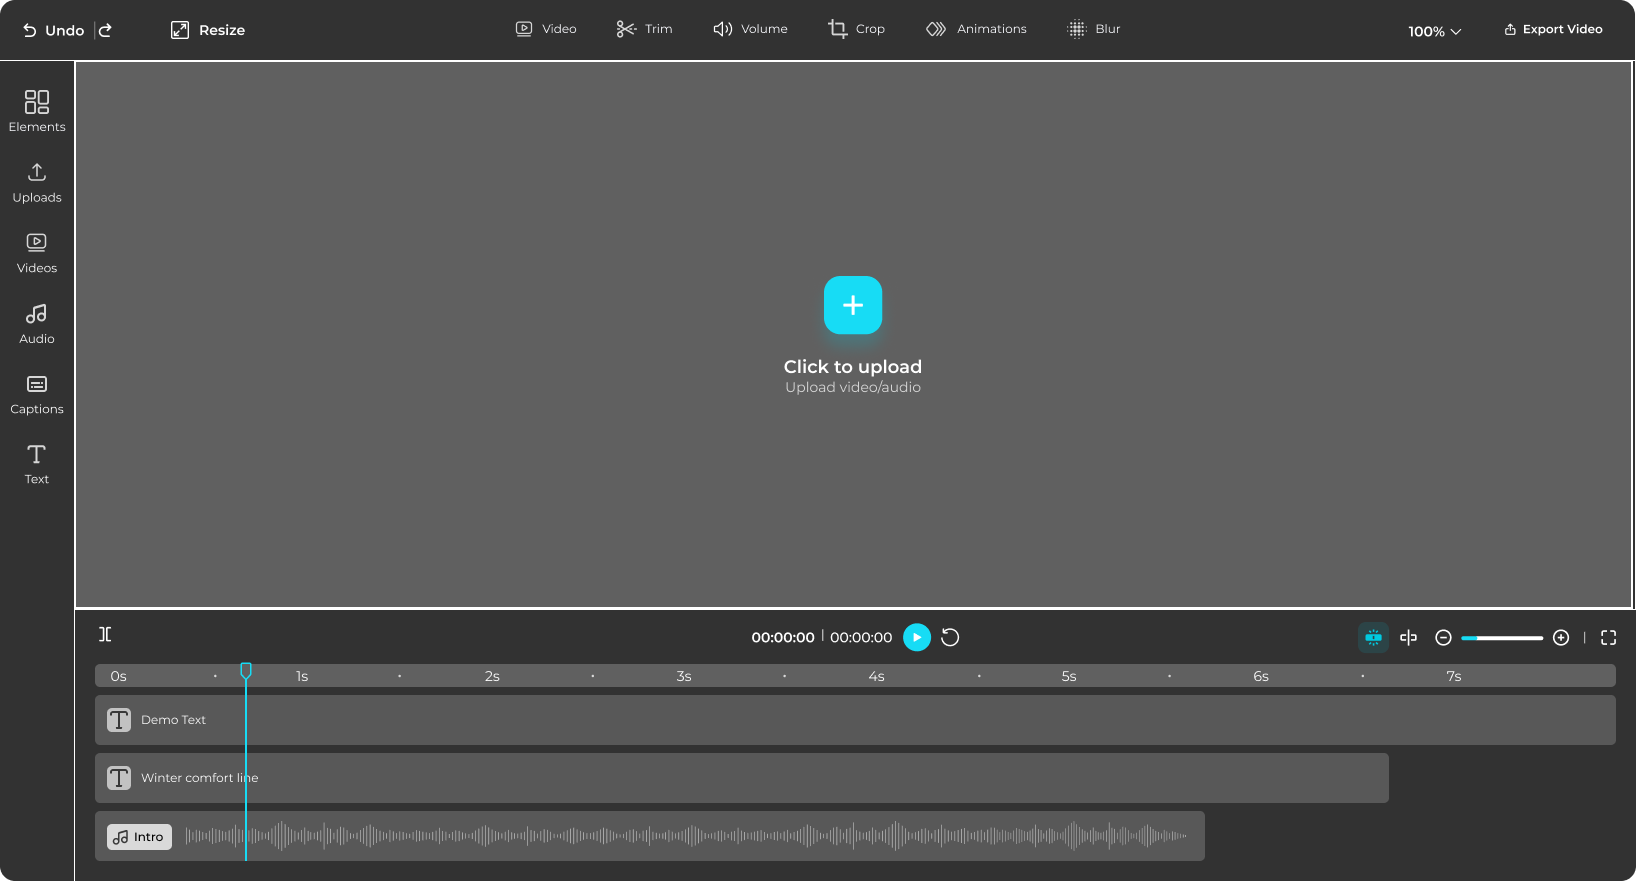 Undo
Resize
Video
Trim
Volume
Crop
Animations
Blur
100%
Export Video
Elements
Uploads
Videos
Audio
Captions
Text
Click to upload
Upload video/audio
00:00:00 | 00:00:00
0s 1s 2s 3s 4s 5s 6s 7s
Demo Text
Winter comfort line
Intro